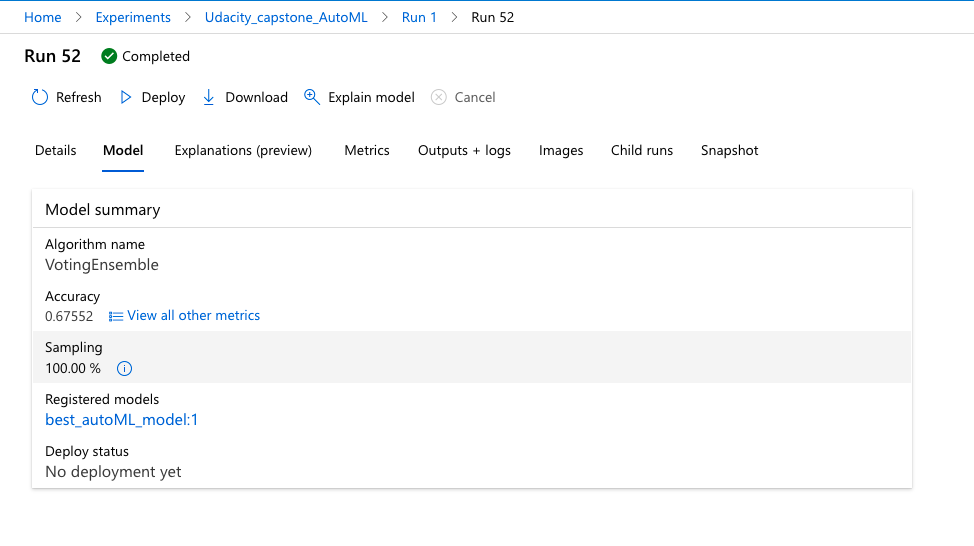 Home > Experiments > Udacity_capstone_AutoML > Run 1 > Run 52
Run 52 Completed
Refresh Deploy Download Explain model Cancel
Details Model Explanations (preview) Metrics Outputs + logs Images Child runs Snapshot
Model summary
Algorithm name
VotingEnsemble
Accuracy
0.67552 View all other metrics
Sampling
100.00 %
Registered models
best_autoML_model:1
Deploy status
No deployment yet